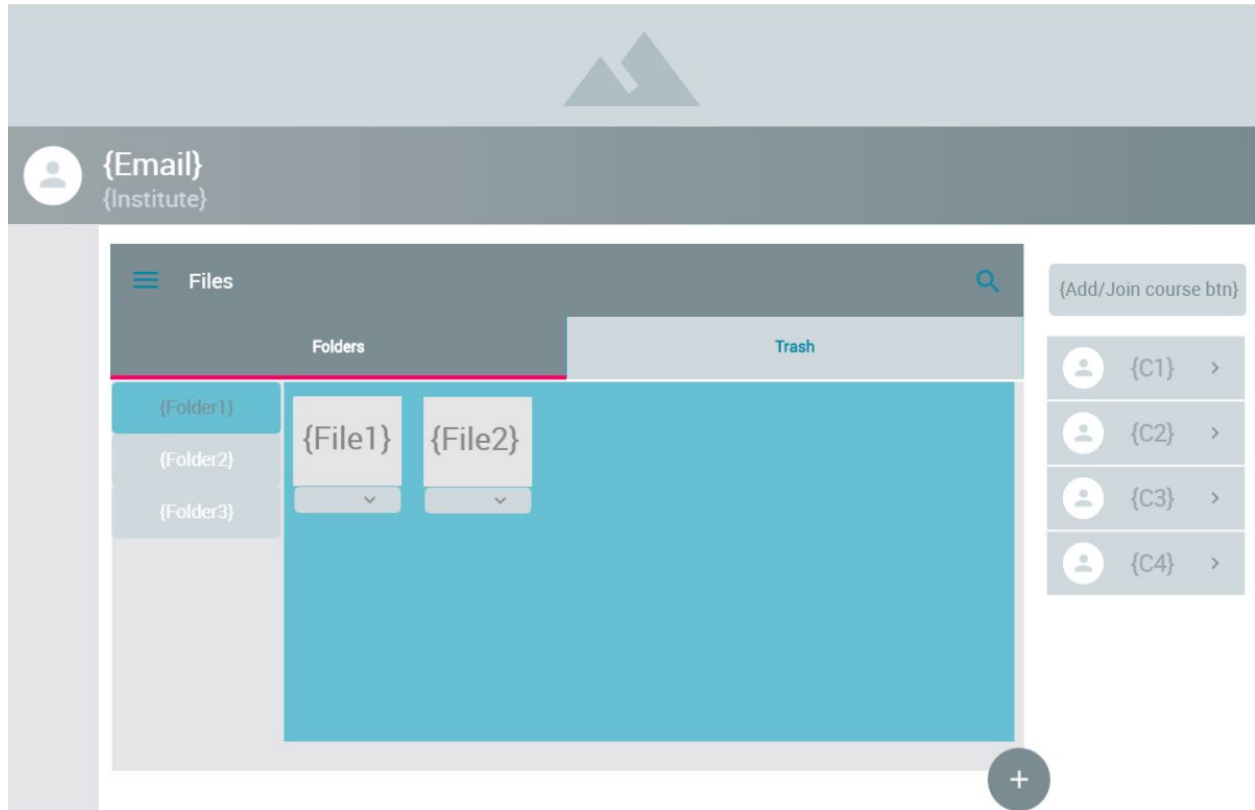 {Email}
{Institute}
Files
Folders
Trash
{Folder1}
{Folder2}
{Folder3}
{File1}
{File2}
{Add/Join course btn}
{C1}
{C2}
{C3}
{C4}